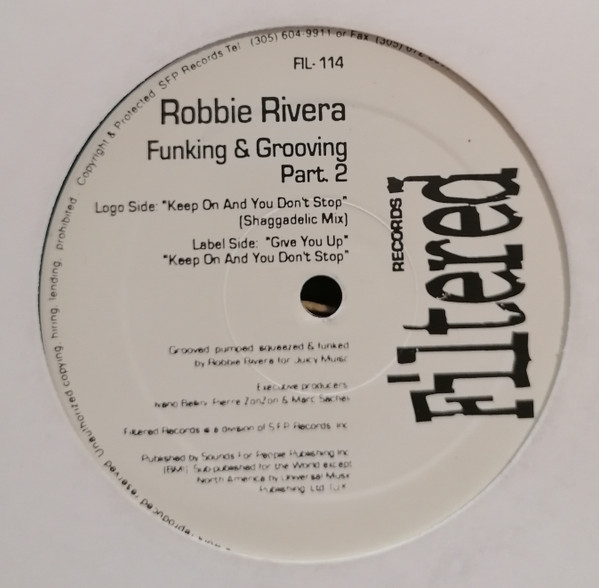 Copyright & Protected SFP Records Tel (305) 604-9911 or Fax (305)
FIL-114
Robbie Rivera
Funking & Grooving
Part. 2
Logo Side: "Keep On And You Don't Stop"
(Shaggadelic Mix)
Label Side: "Give You Up"
"Keep On And You Don't Stop"
Filtered
RECORDS
Grooved pumped squeezed & funked
by Robbie Rivera for Juicy Music
Executive producers
Ivano Bellini Pierre ZonZon & Marc Sacheli
Filtered Records is a division of S.F.P. Records Inc
Published by Sounds For People Publishing Inc
(BMI) Sub published for the World except
North America by Universal Music
Publishing Ltd
reserved Unauthorized copying, hiring, lending, prohibited